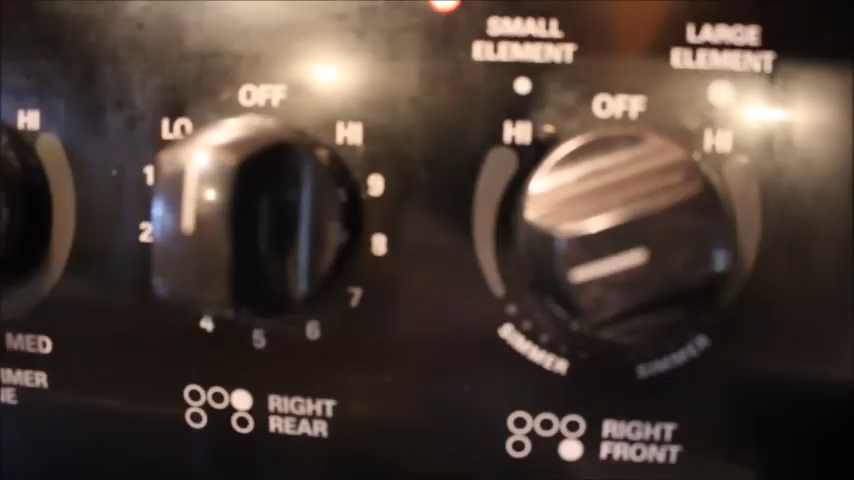 SMALL
ELEMENT
LARGE
ELEMENT
OFF
OFF
HI
LO
HI
HI
HI
1
9
2
8
7
4
5
6
MED
SIMMER
SIMMER
RIGHT
REAR
RIGHT
FRONT